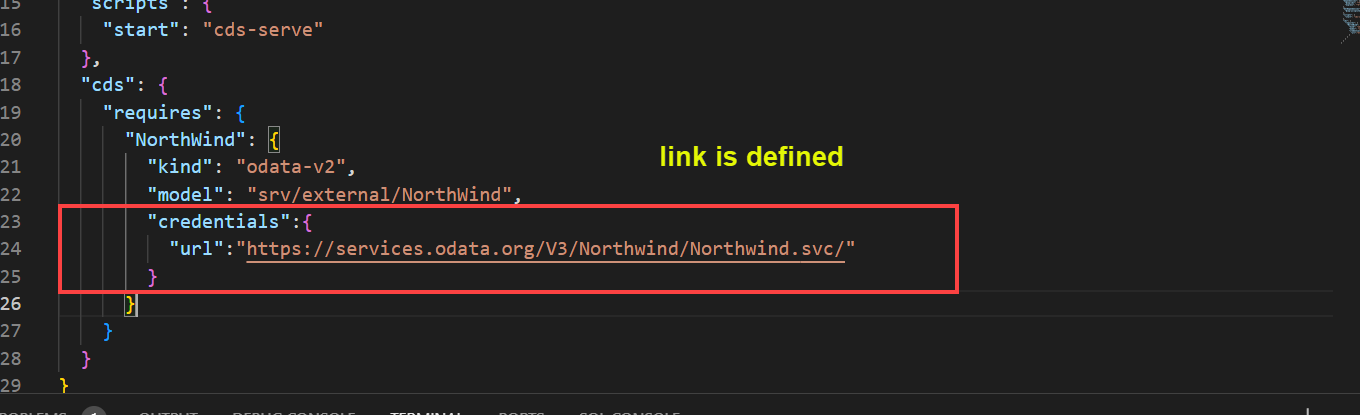 15 "scripts": {
16 "start": "cds-serve"
17 },
18 "cds": {
19 "requires": {
20 "NorthWind": {
21 "kind": "odata-v2",
link is defined
22 "model": "srv/external/NorthWind",
23 "credentials":{
24 "url":"https://services.odata.org/V3/Northwind/Northwind.svc/"
25 }
26 }
27 }
28 }
29 }
PROBLEMS 1 OUTPUT DEBUG CONSOLE TERMINAL PORTS SQL CONSOLE